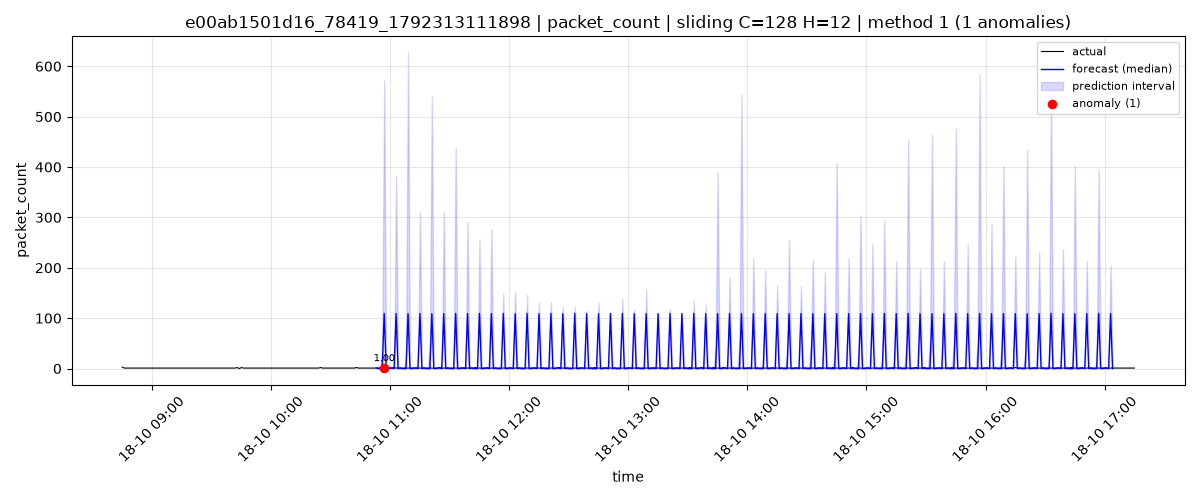 e00ab1501d16_78419_1792313111898 | packet_count | sliding C=128 H=12 | method 1 (1 anomalies)
actual
forecast (median)
prediction interval
anomaly (1)
packet_count
600
500
400
300
200
100
0
1.00
18-10 09:00
18-10 10:00
18-10 11:00
18-10 12:00
18-10 13:00
18-10 14:00
18-10 15:00
18-10 16:00
18-10 17:00
time